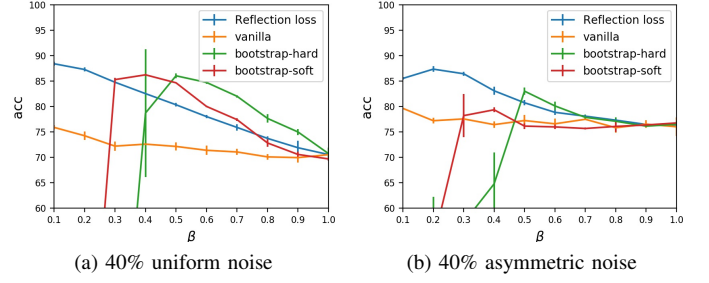 100
95
90
85
80
75
70
65
60
acc
0.1 0.2 0.3 0.4 0.5 0.6 0.7 0.8 0.9 1.0
β
Reflection loss
vanilla
bootstrap-hard
bootstrap-soft
(a) 40% uniform noise
100
95
90
85
80
75
70
65
60
acc
0.1 0.2 0.3 0.4 0.5 0.6 0.7 0.8 0.9 1.0
β
Reflection loss
vanilla
bootstrap-hard
bootstrap-soft
(b) 40% asymmetric noise